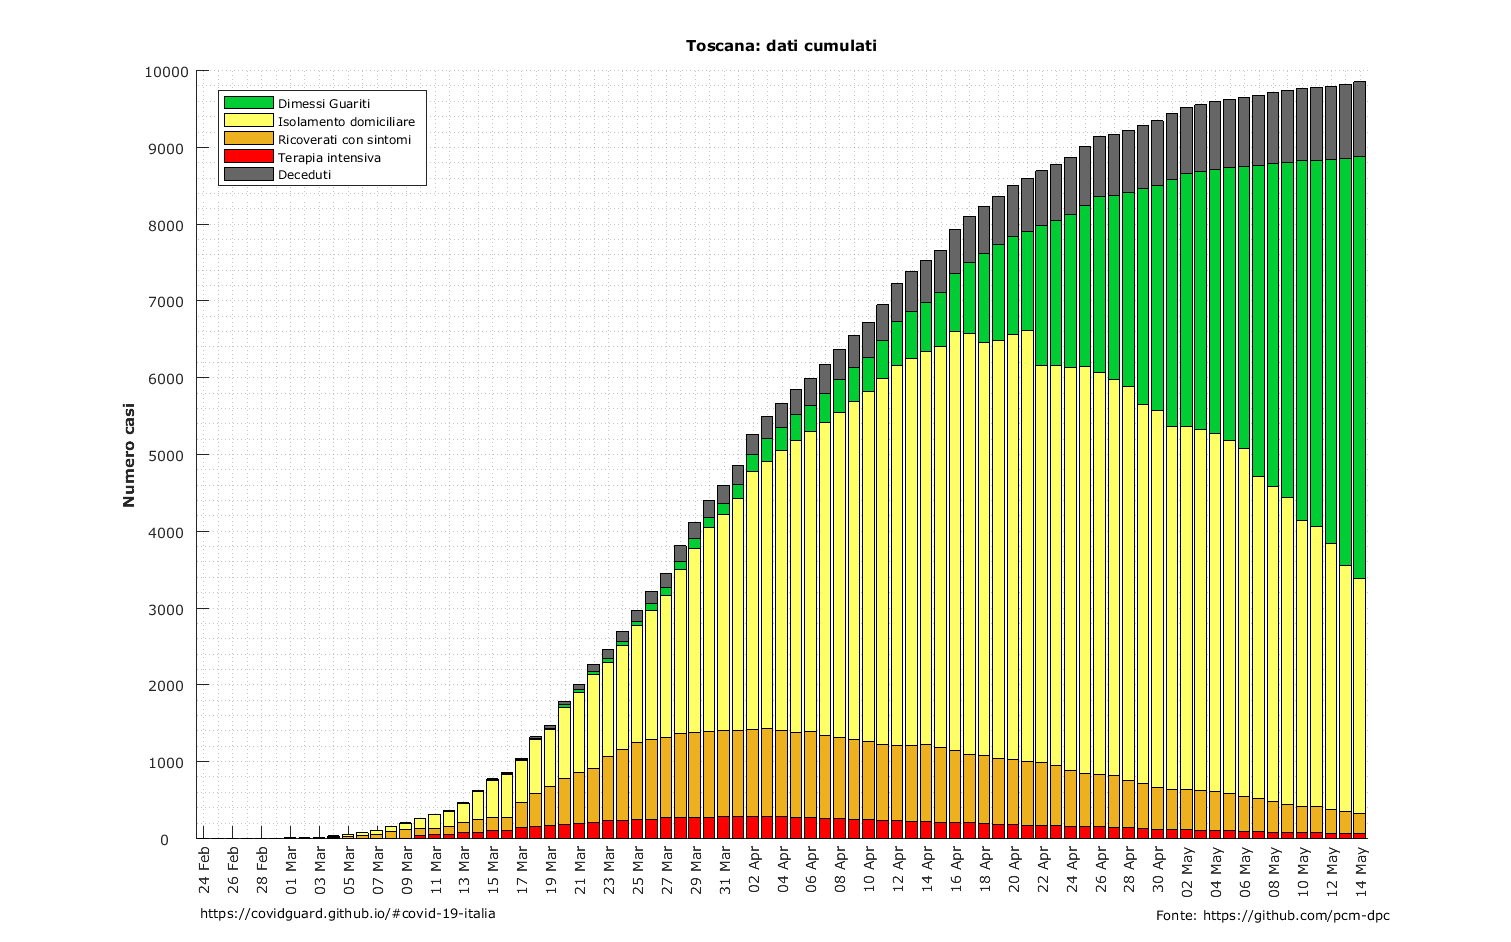 Toscana: dati cumulati
10000
9000
8000
7000
6000
5000
4000
3000
2000
1000
0
Numero casi
Dimessi Guariti
Isolamento domiciliare
Ricoverati con sintomi
Terapia intensiva
Deceduti
24 Feb
26 Feb
28 Feb
01 Mar
03 Mar
05 Mar
07 Mar
09 Mar
11 Mar
13 Mar
15 Mar
17 Mar
19 Mar
21 Mar
23 Mar
25 Mar
27 Mar
29 Mar
31 Mar
02 Apr
04 Apr
06 Apr
08 Apr
10 Apr
12 Apr
14 Apr
16 Apr
18 Apr
20 Apr
22 Apr
24 Apr
26 Apr
28 Apr
30 Apr
02 May
04 May
06 May
08 May
10 May
12 May
14 May
https://covidguard.github.io/#covid-19-italia
Fonte: https://github.com/pcm-dpc